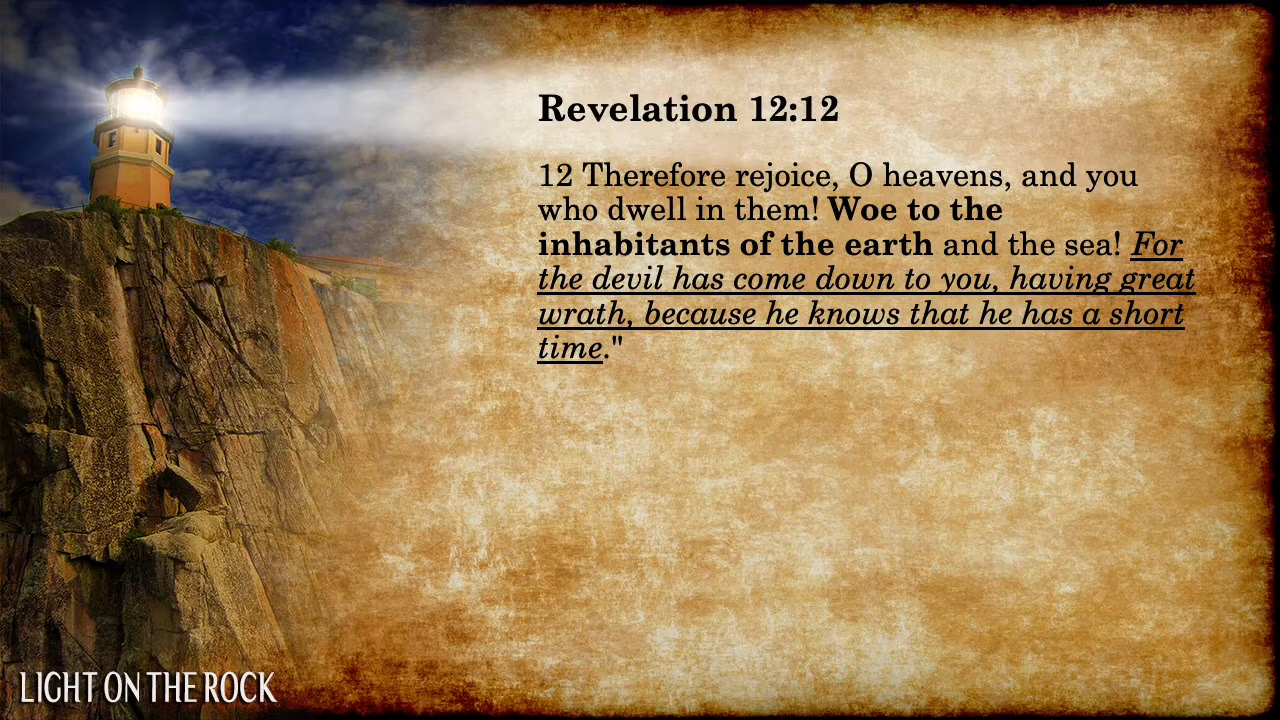 Revelation 12:12
12 Therefore rejoice, O heavens, and you
who dwell in them! Woe to the
inhabitants of the earth and the sea! For
the devil has come down to you, having great
wrath, because he knows that he has a short
time."
LIGHT ON THE ROCK